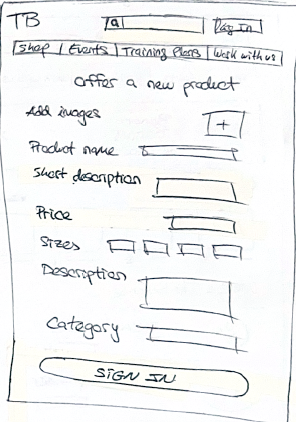 TB Q Log In
Shop | Events | Training Plans | Work with us
Offer a new product
Add images +
Product name
Short description
Price
Sizes
Description
Category
SIGN IN